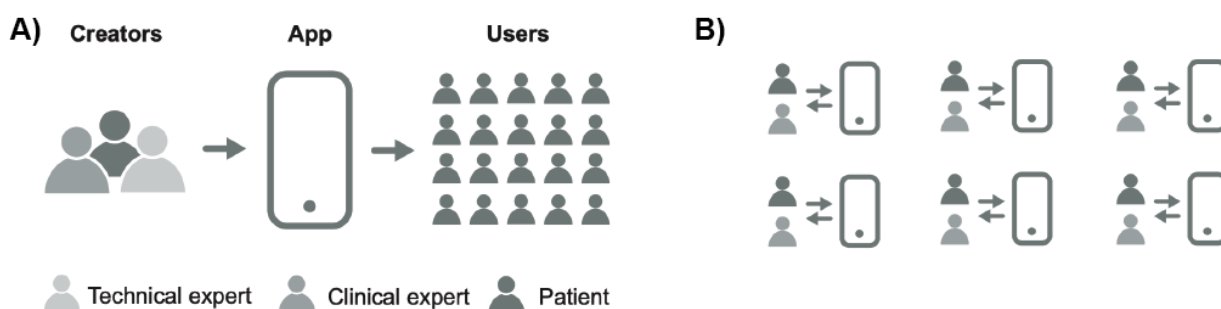 A) Creators App Users B)
Technical expert Clinical expert Patient